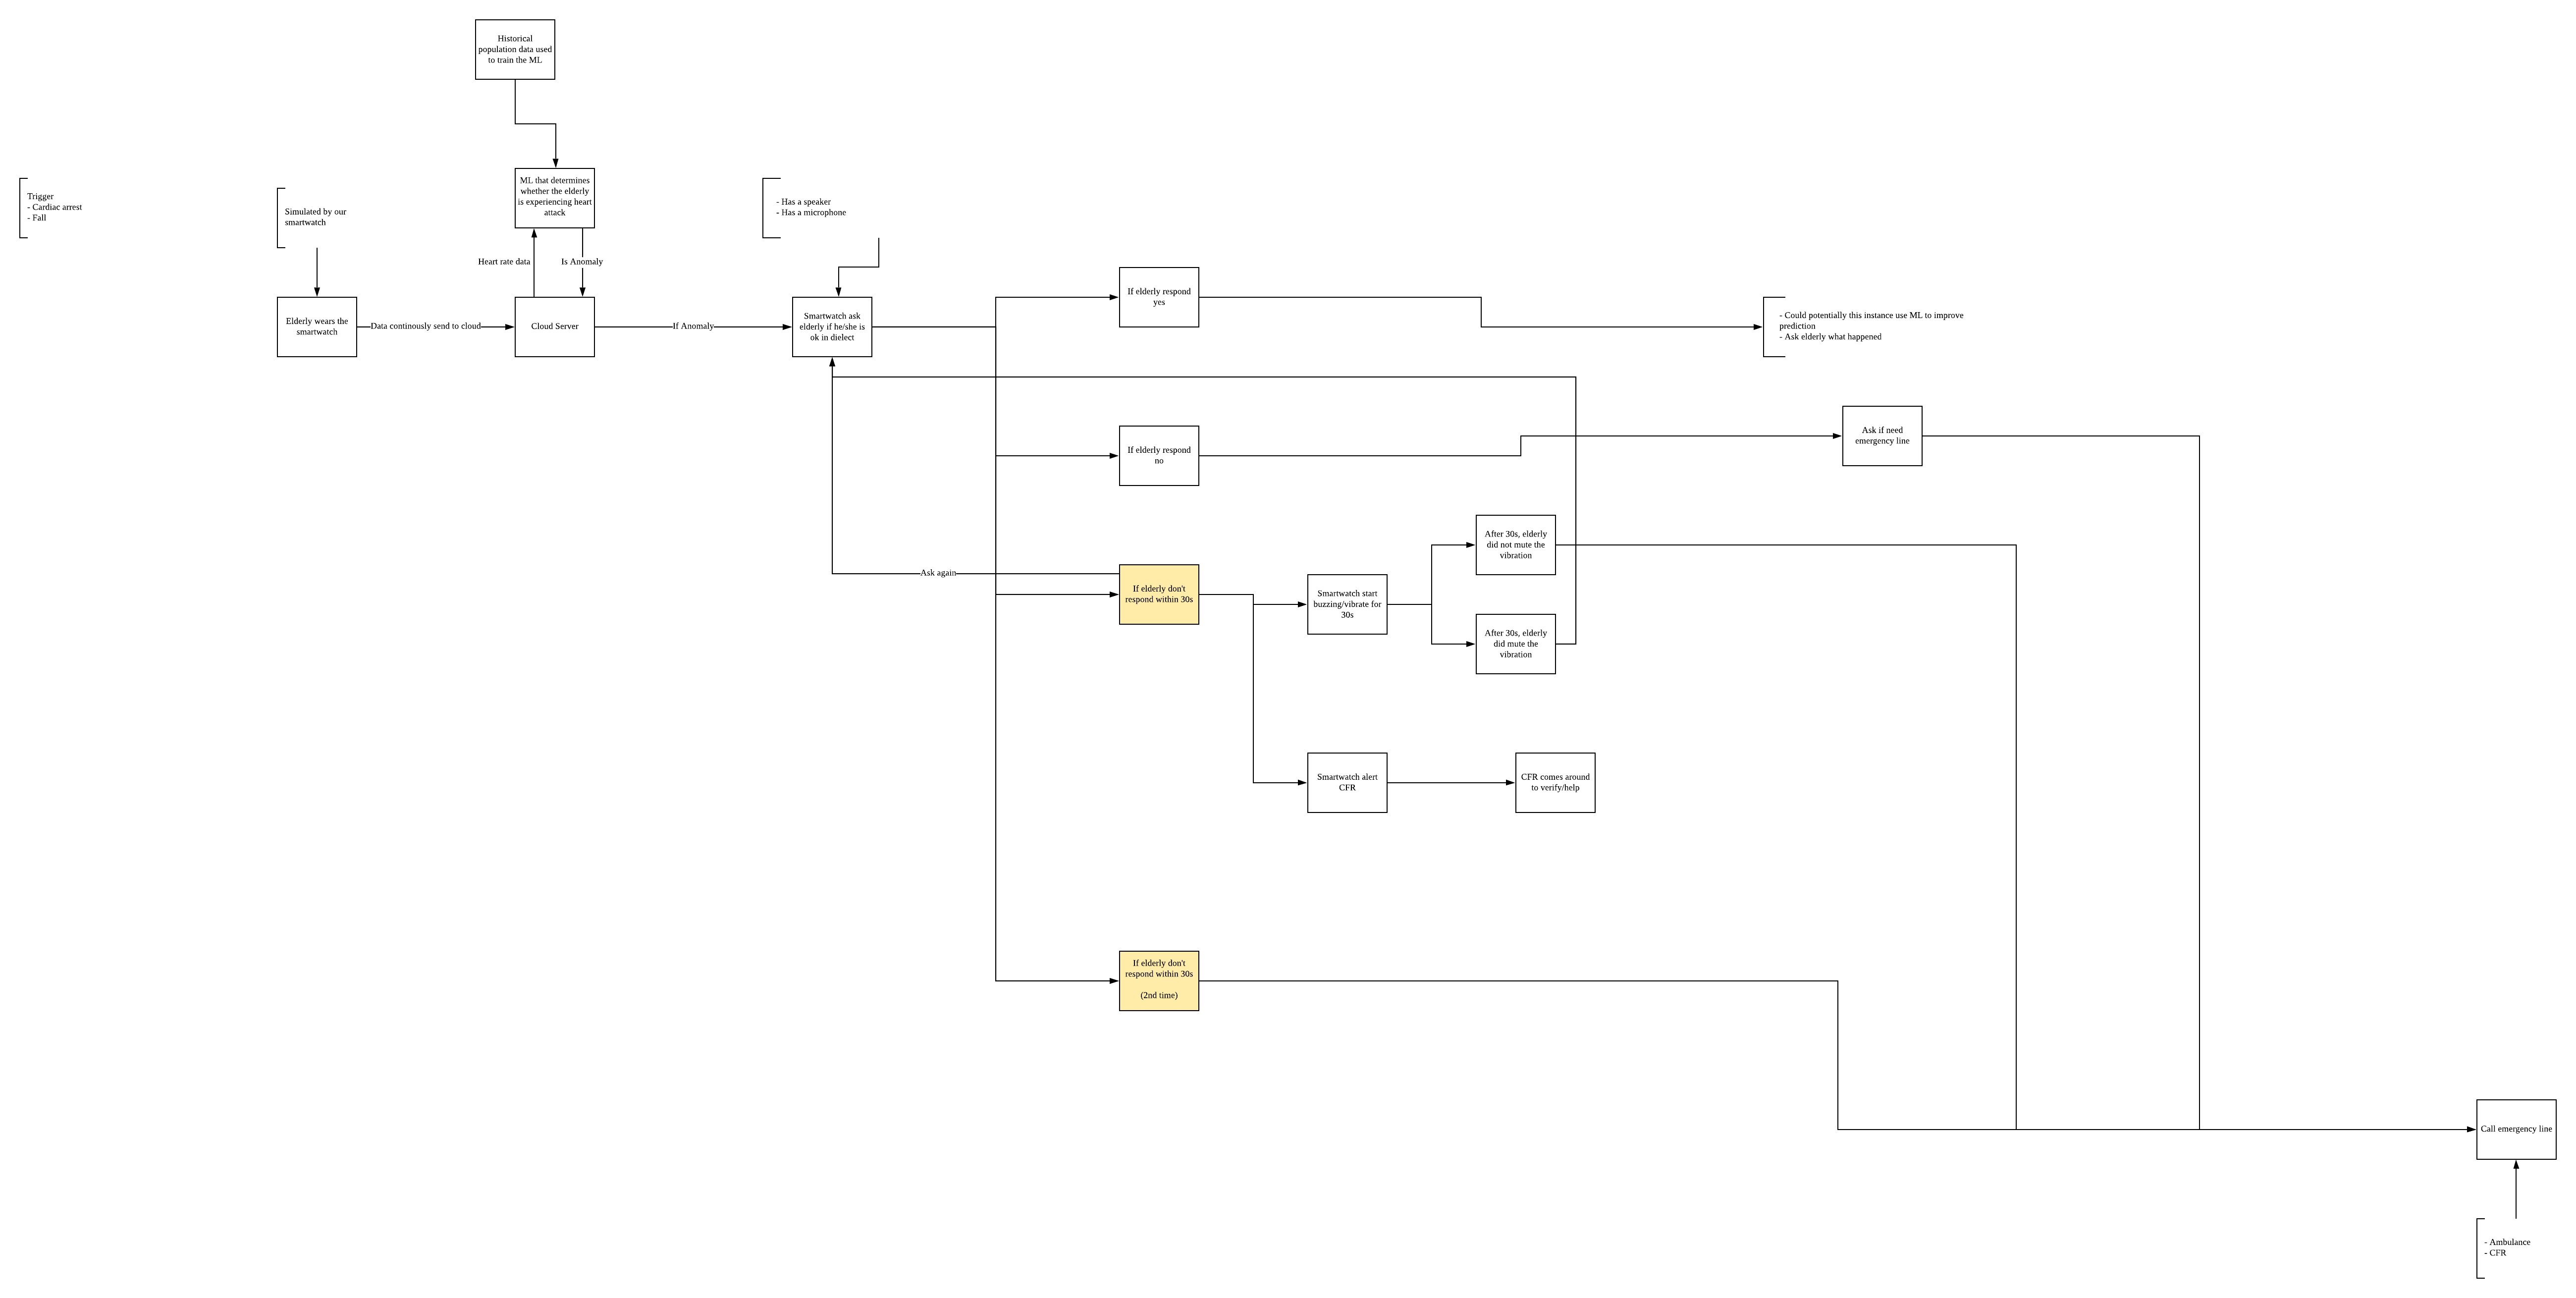 Historical
population data used
to train the ML
ML that determines
whether the elderly
is experiencing heart
attack
Trigger
- Cardiac arrest
- Fall
Simulated by our
smartwatch
- Has a speaker
- Has a microphone
Heart rate data
Is Anomaly
Elderly wears the
smartwatch
Data continously send to cloud
Cloud Server
If Anomaly
Smartwatch ask
elderly if he/she is
ok in dielect
If elderly respond
yes
- Could potentially this instance use ML to improve
prediction
- Ask elderly what happened
If elderly respond
no
Ask if need
emergency line
Ask again
If elderly don't
respond within 30s
Smartwatch start
buzzing/vibrate for
30s
After 30s, elderly
did not mute the
vibration
After 30s, elderly
did mute the
vibration
Smartwatch alert
CFR
CFR comes around
to verify/help
If elderly don't
respond within 30s
(2nd time)
Call emergency line
- Ambulance
- CFR